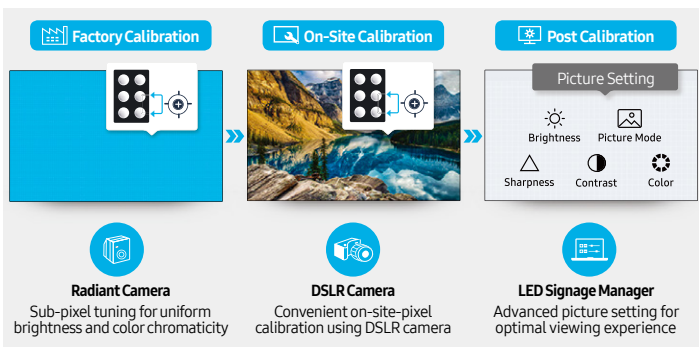 Factory Calibration
On-Site Calibration
Post Calibration
Picture Setting
Brightness
Picture Mode
Sharpness
Contrast
Color
Radiant Camera
Sub-pixel tuning for uniform
brightness and color chromaticity
DSLR Camera
Convenient on-site-pixel
calibration using DSLR camera
LED Signage Manager
Advanced picture setting for
optimal viewing experience